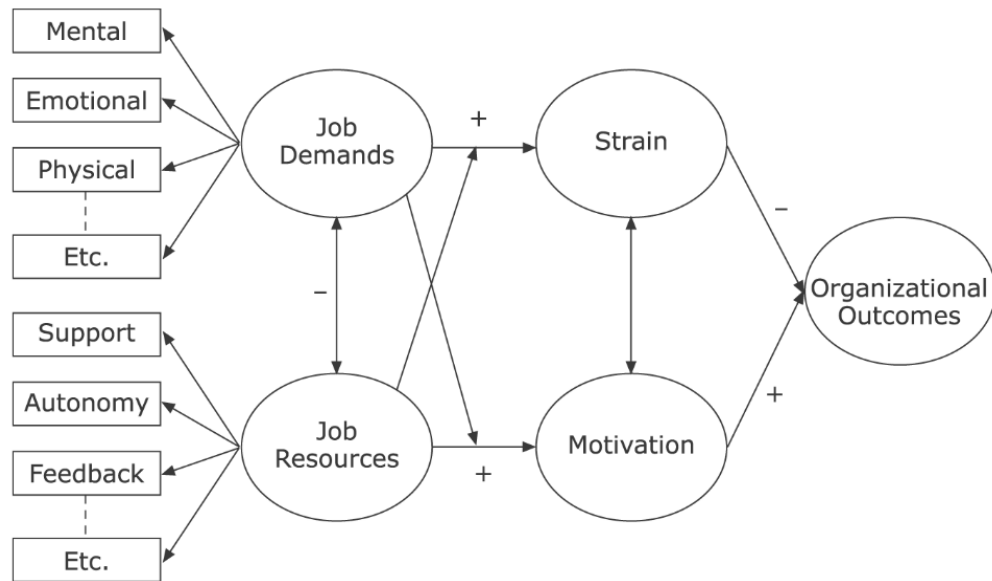 Mental
Emotional
Physical
Etc.
Support
Autonomy
Feedback
Etc.
Job
Demands
Job
Resources
+
–
+
Strain
Motivation
–
+
Organizational
Outcomes